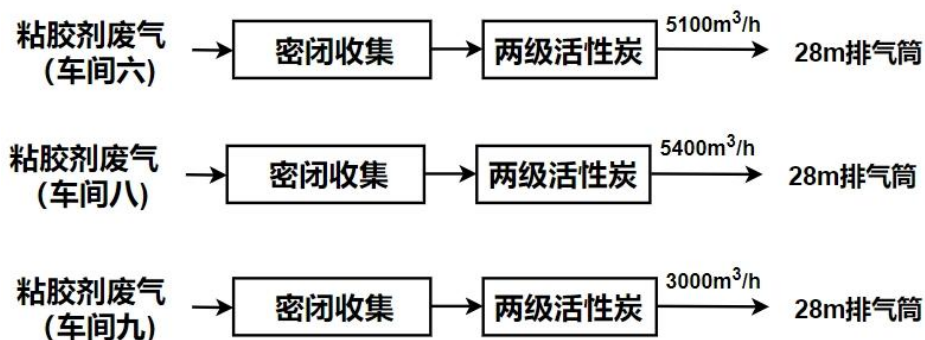 粘胶剂废气
（车间六)
密闭收集
两级活性炭
5100m³/h
28m排气筒
粘胶剂废气
（车间八)
密闭收集
两级活性炭
5400m³/h
28m排气筒
粘胶剂废气
（车间九)
密闭收集
两级活性炭
3000m³/h
28m排气筒